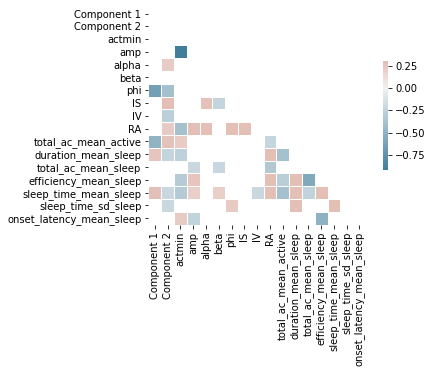 Component 1
Component 2
actmin
amp
alpha
beta
phi
IS
IV
RA
total_ac_mean_active
duration_mean_sleep
total_ac_mean_sleep
efficiency_mean_sleep
sleep_time_mean_sleep
sleep_time_sd_sleep
onset_latency_mean_sleep
Component 1
Component 2
actmin
amp
alpha
beta
phi
IS
IV
RA
total_ac_mean_active
duration_mean_sleep
total_ac_mean_sleep
efficiency_mean_sleep
sleep_time_mean_sleep
sleep_time_sd_sleep
onset_latency_mean_sleep
0.25
0.00
−0.25
−0.50
−0.75